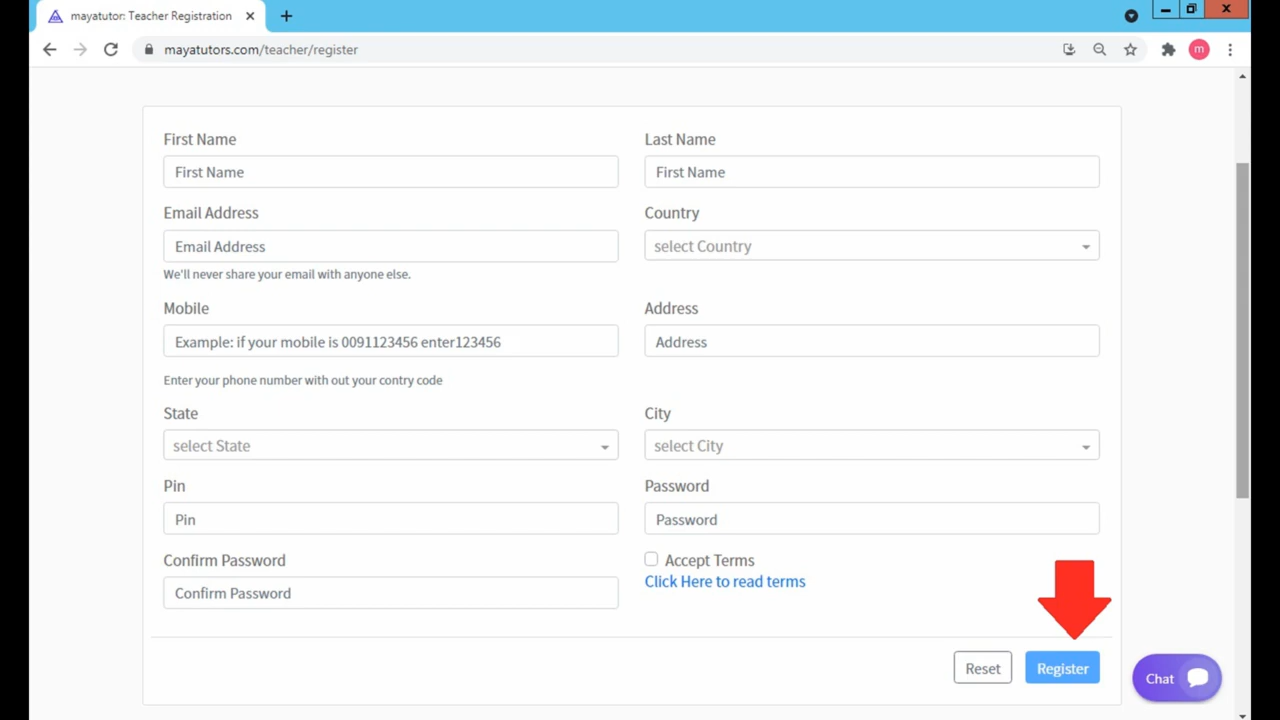 mayatutor: Teacher Registration
mayatutors.com/teacher/register
m
First Name
Last Name
First Name
First Name
Email Address
Country
Email Address
select Country
We'll never share your email with anyone else.
Mobile
Address
Example: if your mobile is 0091123456 enter123456
Address
Enter your phone number with out your contry code
State
City
select State
select City
Pin
Password
Pin
Password
Confirm Password
Accept Terms
Click Here to read terms
Confirm Password
Reset
Register
Chat